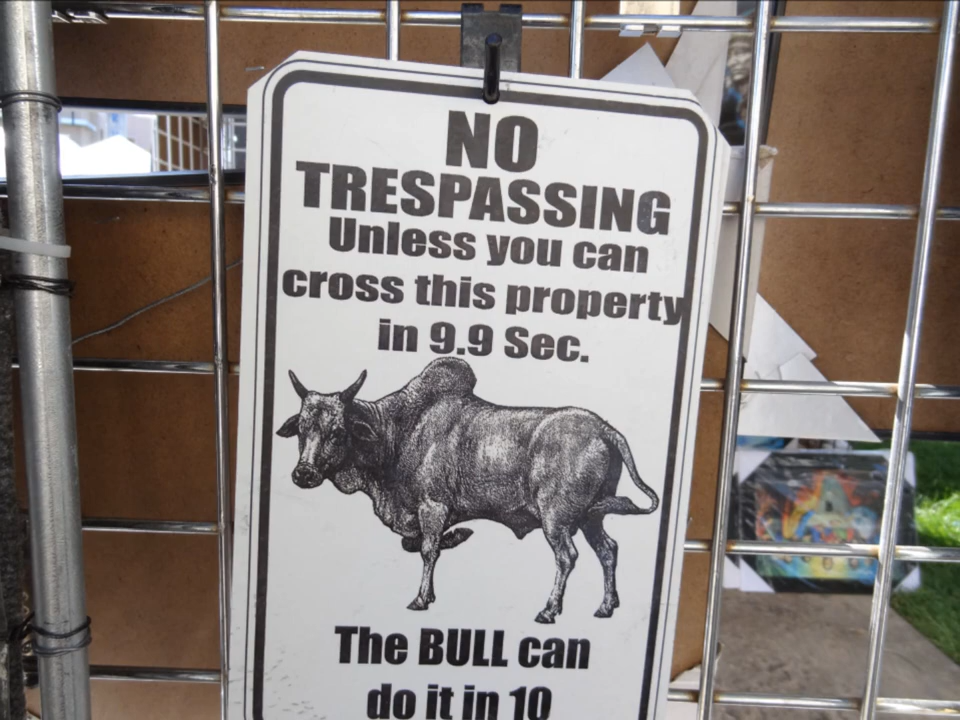 NO
TRESPASSING
Unless you can
cross this property
in 9.9 Sec.
The BULL can
do it in 10